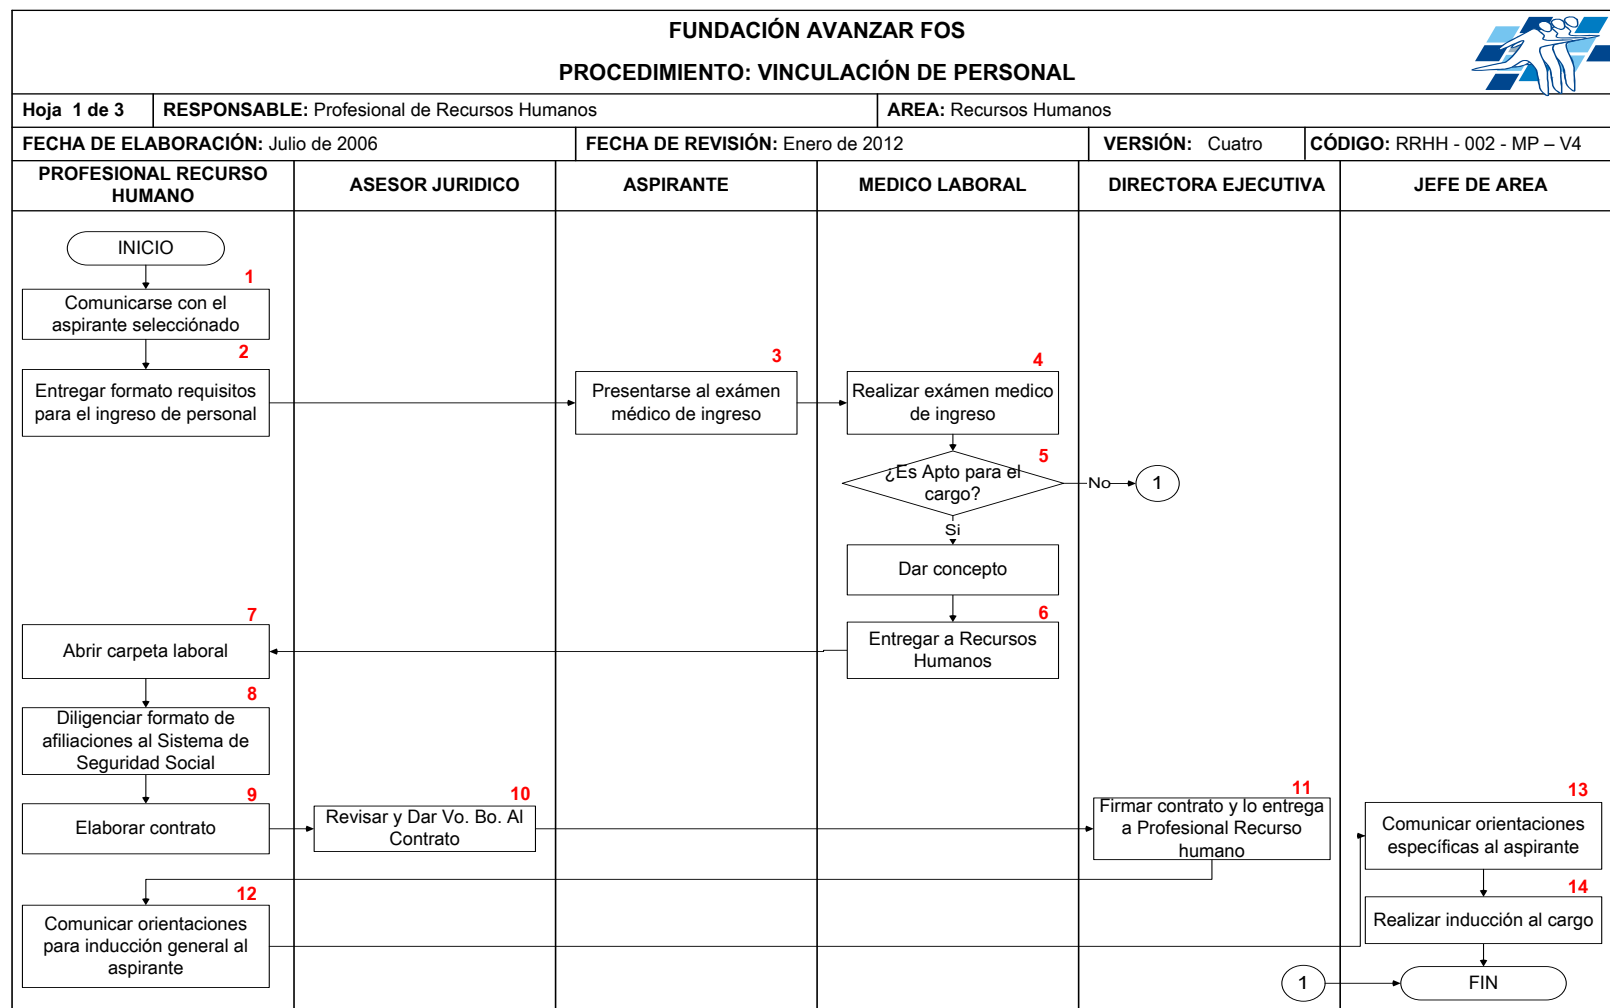 FUNDACIÓN AVANZAR FOS
PROCEDIMIENTO: VINCULACIÓN DE PERSONAL
Hoja 1 de 3
RESPONSABLE: Profesional de Recursos Humanos
AREA: Recursos Humanos
FECHA DE ELABORACIÓN: Julio de 2006
FECHA DE REVISIÓN: Enero de 2012
VERSIÓN: Cuatro
CÓDIGO: RRHH - 002 - MP – V4
PROFESIONAL RECURSO
HUMANO
ASESOR JURIDICO
ASPIRANTE
MEDICO LABORAL
DIRECTORA EJECUTIVA
JEFE DE AREA
INICIO
1
Comunicarse con el
aspirante selecciónado
2
Entregar formato requisitos
para el ingreso de personal
3
Presentarse al exámen
médico de ingreso
4
Realizar exámen medico
de ingreso
5
¿Es Apto para el
cargo?
No
1
Si
Dar concepto
6
Entregar a Recursos
Humanos
7
Abrir carpeta laboral
8
Diligenciar formato de
afiliaciones al Sistema de
Seguridad Social
9
Elaborar contrato
10
Revisar y Dar Vo. Bo. Al
Contrato
11
Firmar contrato y lo entrega
a Profesional Recurso
humano
12
Comunicar orientaciones
para inducción general al
aspirante
13
Comunicar orientaciones
específicas al aspirante
14
Realizar inducción al cargo
1
FIN